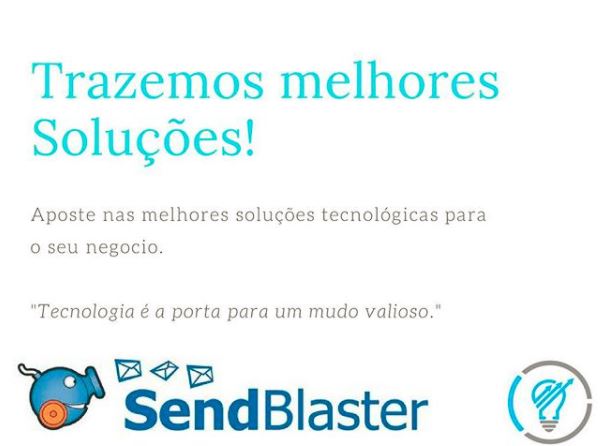 Trazemos melhores
Soluções!
Aposte nas melhores soluções tecnológicas para
o seu negocio.
"Tecnologia é a porta para um mudo valioso."
SendBlaster